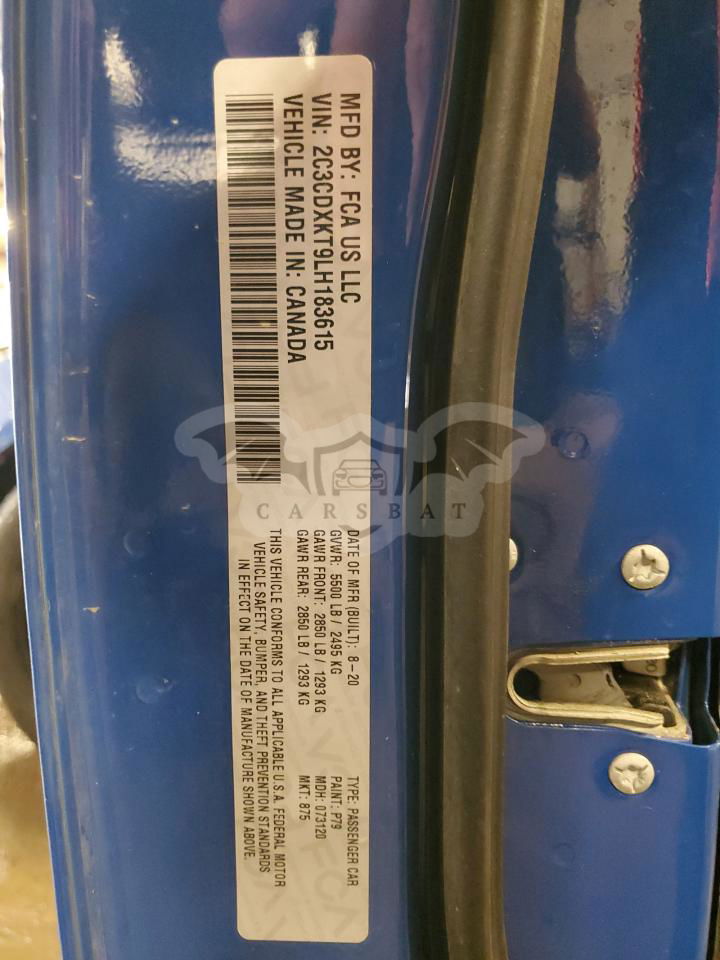 MFD BY: FCA US LLC
VIN: 2C3CDXKT9LH183615
VEHICLE MADE IN: CANADA
DATE OF MFR (BUILT): 8-20
GVWR: 5500 LB / 2495 KG
GAWR FRONT: 2850 LB / 1293 KG
GAWR REAR: 2850 LB / 1293 KG
TYPE: PASSENGER CAR
PAINT: P79
MDH: 073120
MKT: 875
THIS VEHICLE CONFORMS TO ALL APPLICABLE U.S.A. FEDERAL MOTOR
VEHICLE SAFETY, BUMPER, AND THEFT PREVENTION STANDARDS
IN EFFECT ON THE DATE OF MANUFACTURE SHOWN ABOVE.
CARSBAT